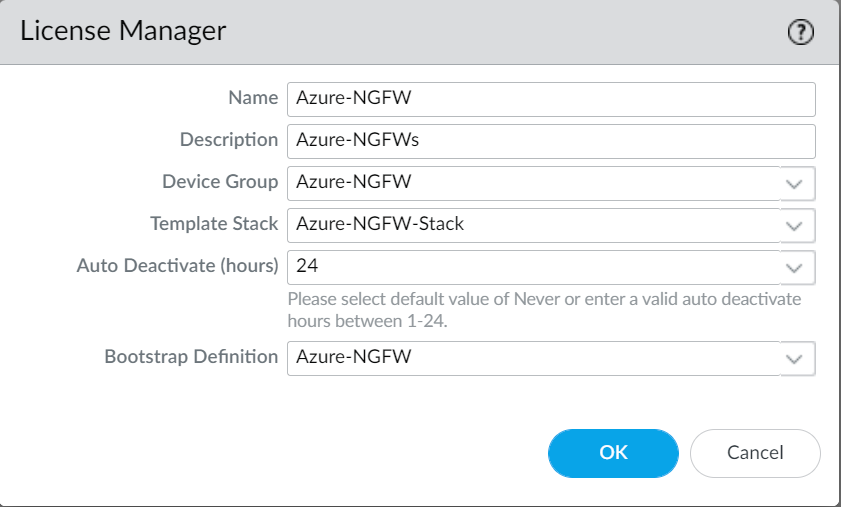 License Manager ?
Name Azure-NGFW
Description Azure-NGFWs
Device Group Azure-NGFW
Template Stack Azure-NGFW-Stack
Auto Deactivate (hours) 24
Please select default value of Never or enter a valid auto deactivate
hours between 1-24.
Bootstrap Definition Azure-NGFW
OK Cancel